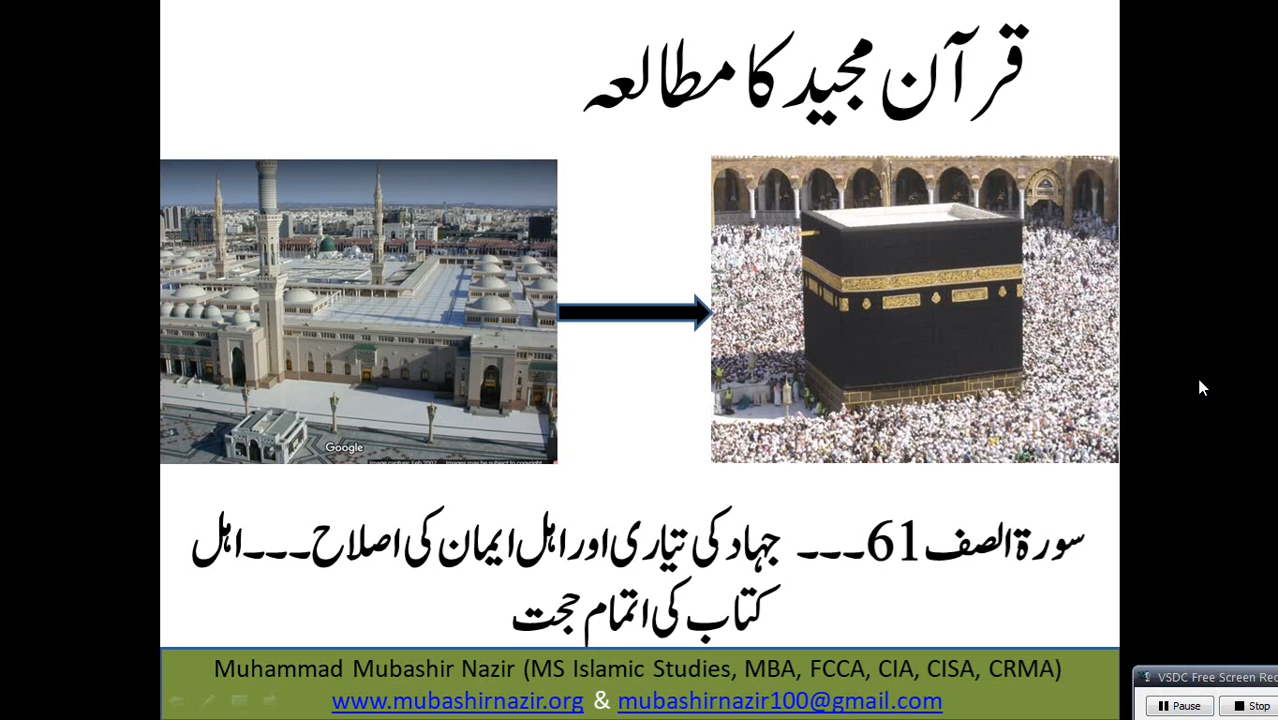 قرآن مجید کا مطالعہ
Google
سورۃ الصف 61۔۔۔ جہاد کی تیاری اور اہل ایمان کی اصلاح۔۔۔اہل
کتاب کی اتمام حجت
Muhammad Mubashir Nazir (MS Islamic Studies, MBA, FCCA, CIA, CISA, CRMA)
www.mubashirnazir.org & mubashirnazir100@gmail.com
VSDC Free Screen Rec
Pause Stop